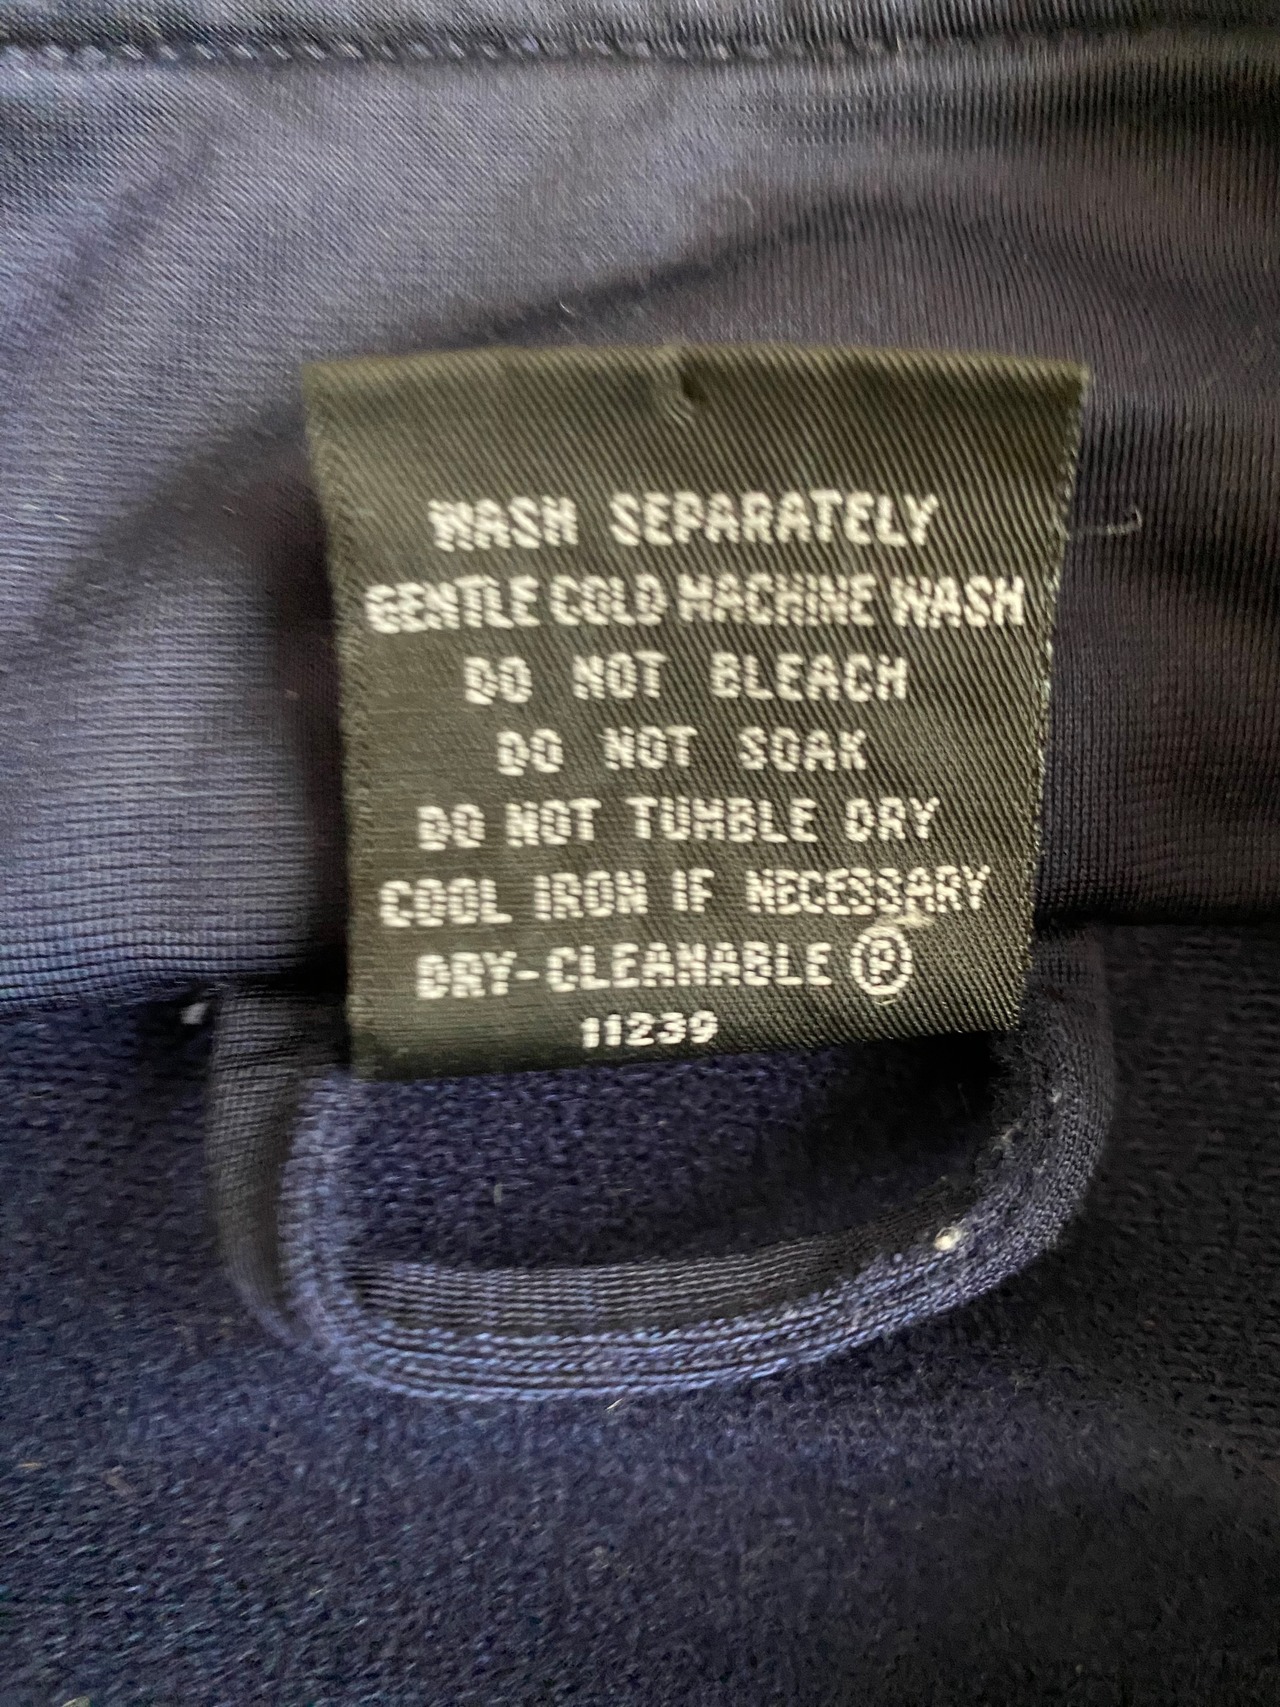 WASH SEPARATELY
GENTLE COLD MACHINE WASH
DO NOT BLEACH
DO NOT SOAK
DO NOT TUMBLE DRY
COOL IRON IF NECESSARY
DRY-CLEANABLE Ⓟ
11239